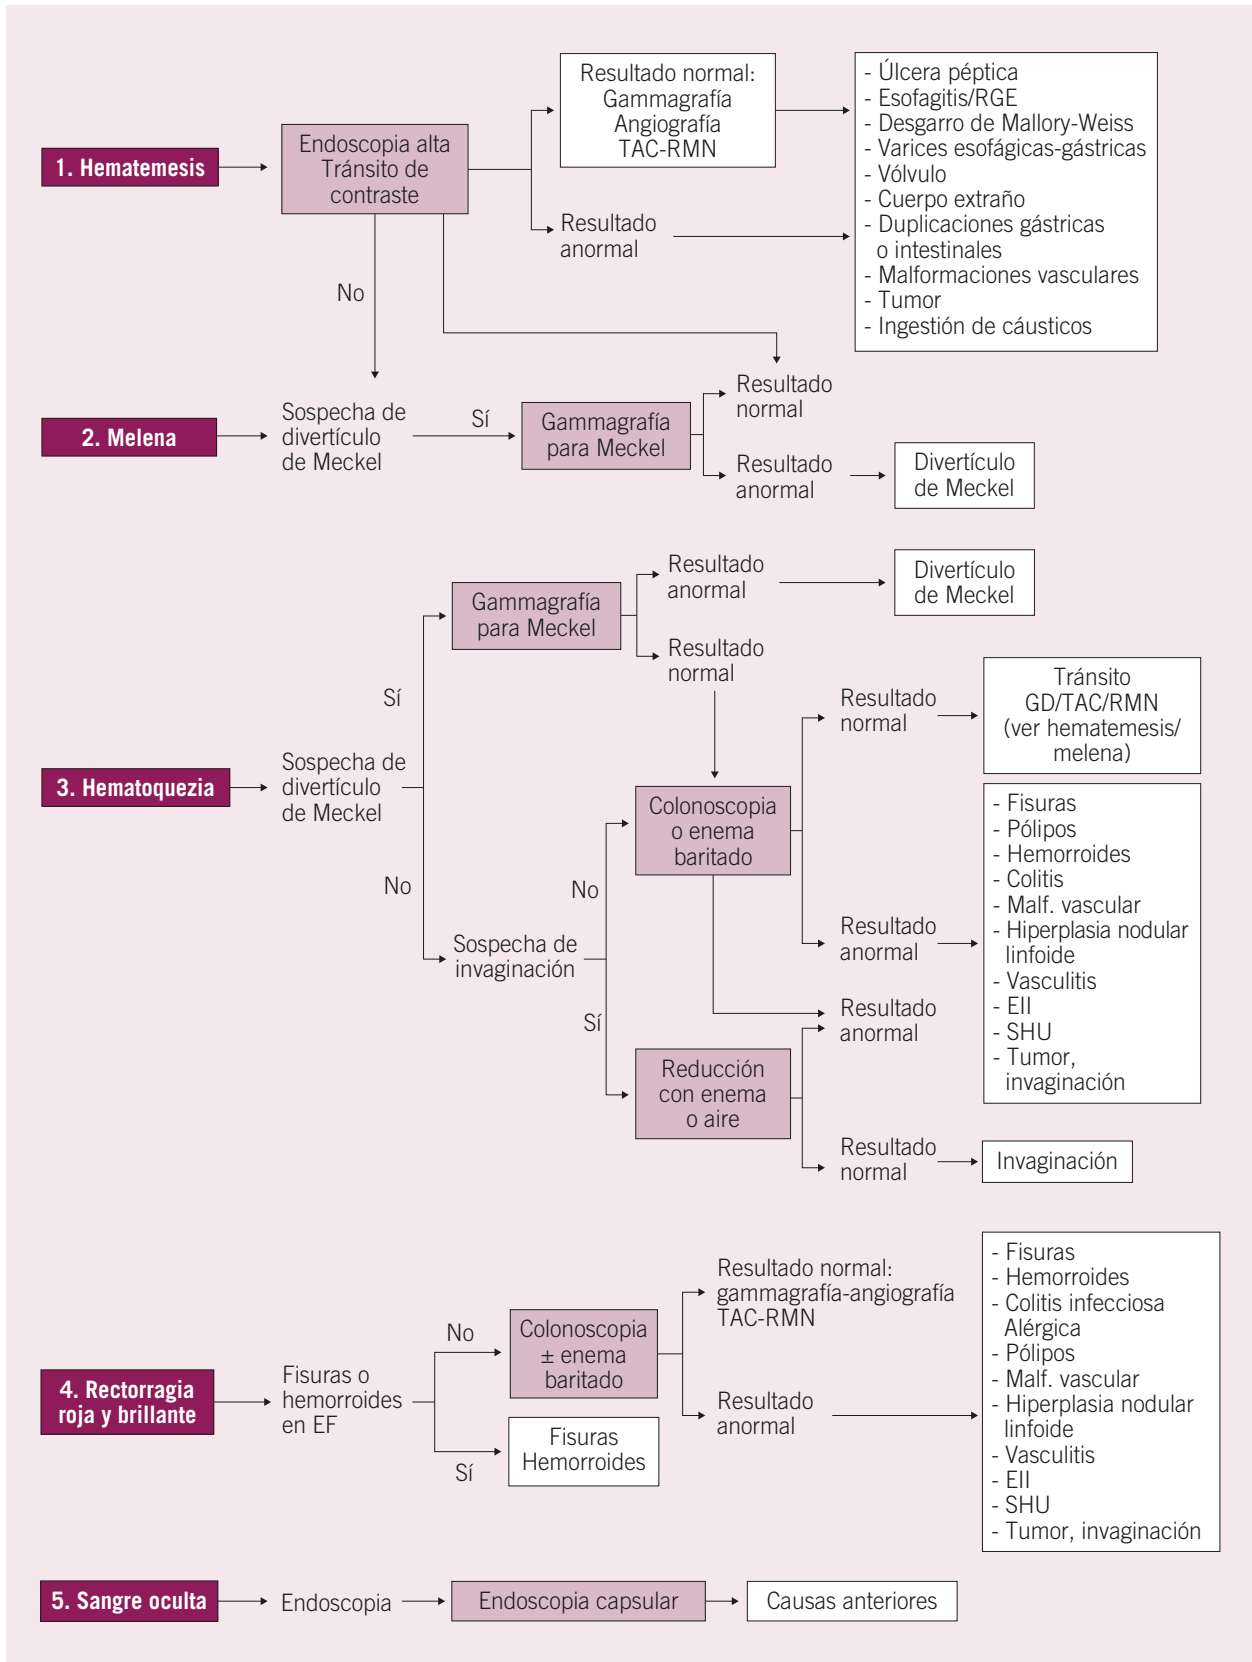 1. Hematemesis
Endoscopia alta
Tránsito de
contraste
Resultado normal:
Gammagrafía
Angiografía
TAC-RMN
Resultado
anormal
- Úlcera péptica
- Esofagitis/RGE
- Desgarro de Mallory-Weiss
- Varices esofágicas-gástricas
- Vólvulo
- Cuerpo extraño
- Duplicaciones gástricas
o intestinales
- Malformaciones vasculares
- Tumor
- Ingestión de cáusticos
No
2. Melena
Sospecha de
divertículo
de Meckel
Sí
Gammagrafía
para Meckel
Resultado
normal
Resultado
anormal
Divertículo
de Meckel
3. Hematoquezia
Sospecha de
divertículo
de Meckel
Sí
Gammagrafía
para Meckel
Resultado
anormal
Divertículo
de Meckel
Resultado
normal
No
Sospecha de
invaginación
No
Colonoscopia
o enema
baritado
Resultado
normal
Tránsito
GD/TAC/RMN
(ver hematemesis/
melena)
Resultado
anormal
- Fisuras
- Pólipos
- Hemorroides
- Colitis
- Malf. vascular
- Hiperplasia nodular
linfoide
- Vasculitis
- EII
- SHU
- Tumor,
invaginación
Sí
Reducción
con enema
o aire
Resultado
anormal
Resultado
normal
Invaginación
4. Rectorragia
roja y brillante
Fisuras o
hemorroides
en EF
No
Colonoscopia
± enema
baritado
Resultado normal:
gammagrafía-angiografía
TAC-RMN
Resultado
anormal
- Fisuras
- Hemorroides
- Colitis infecciosa
Alérgica
- Pólipos
- Malf. vascular
- Hiperplasia nodular
linfoide
- Vasculitis
- EII
- SHU
- Tumor, invaginación
Sí
Fisuras
Hemorroides
5. Sangre oculta
Endoscopia
Endoscopia capsular
Causas anteriores